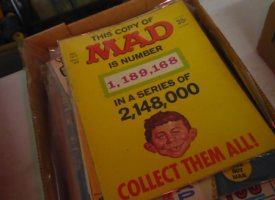 THIS COPY OF
MAD
IS NUMBER
1,189,168
IN A SERIES OF
2,148,000
COLLECT THEM ALL!